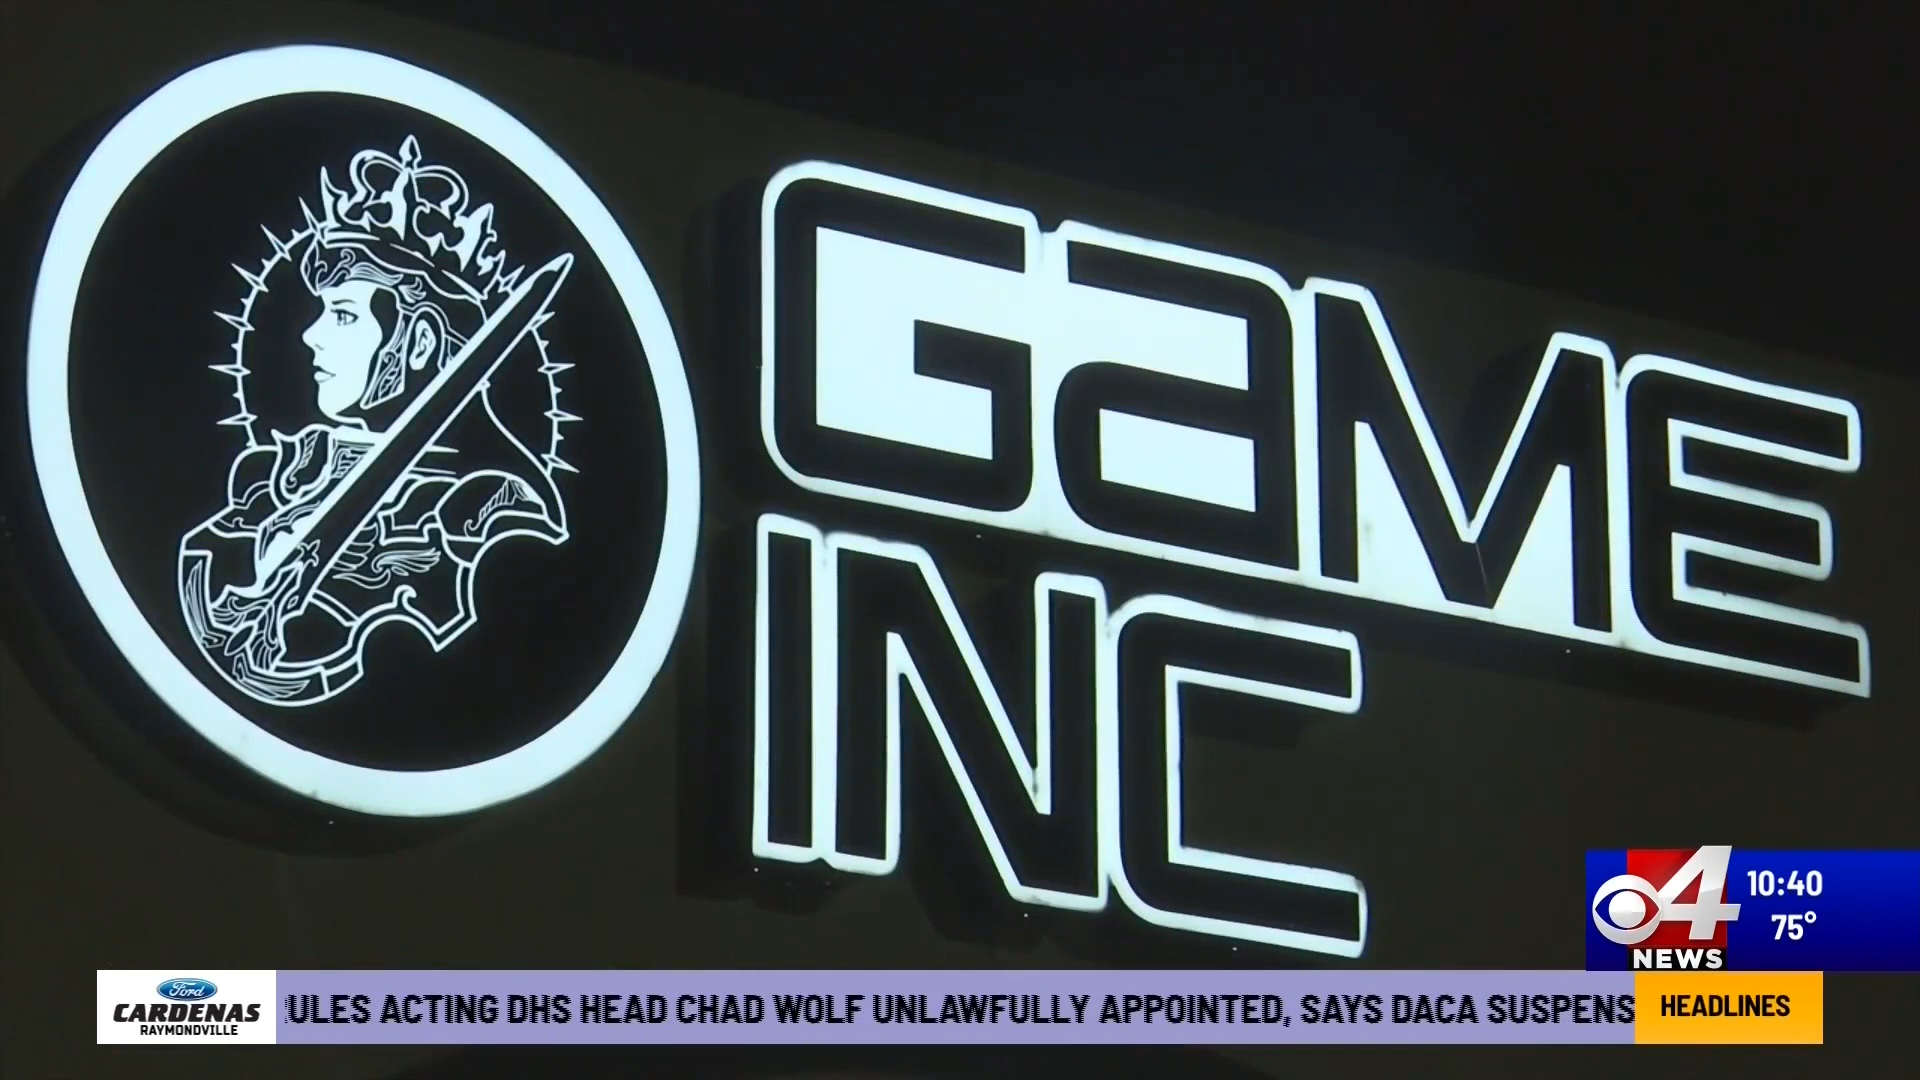 GaME
INC
4
NEWS
10:40
75°
Ford
CARDENAS
RAYMONDVILLE
ULES ACTING DHS HEAD CHAD WOLF UNLAWFULLY APPOINTED, SAYS DACA SUSPENS
HEADLINES